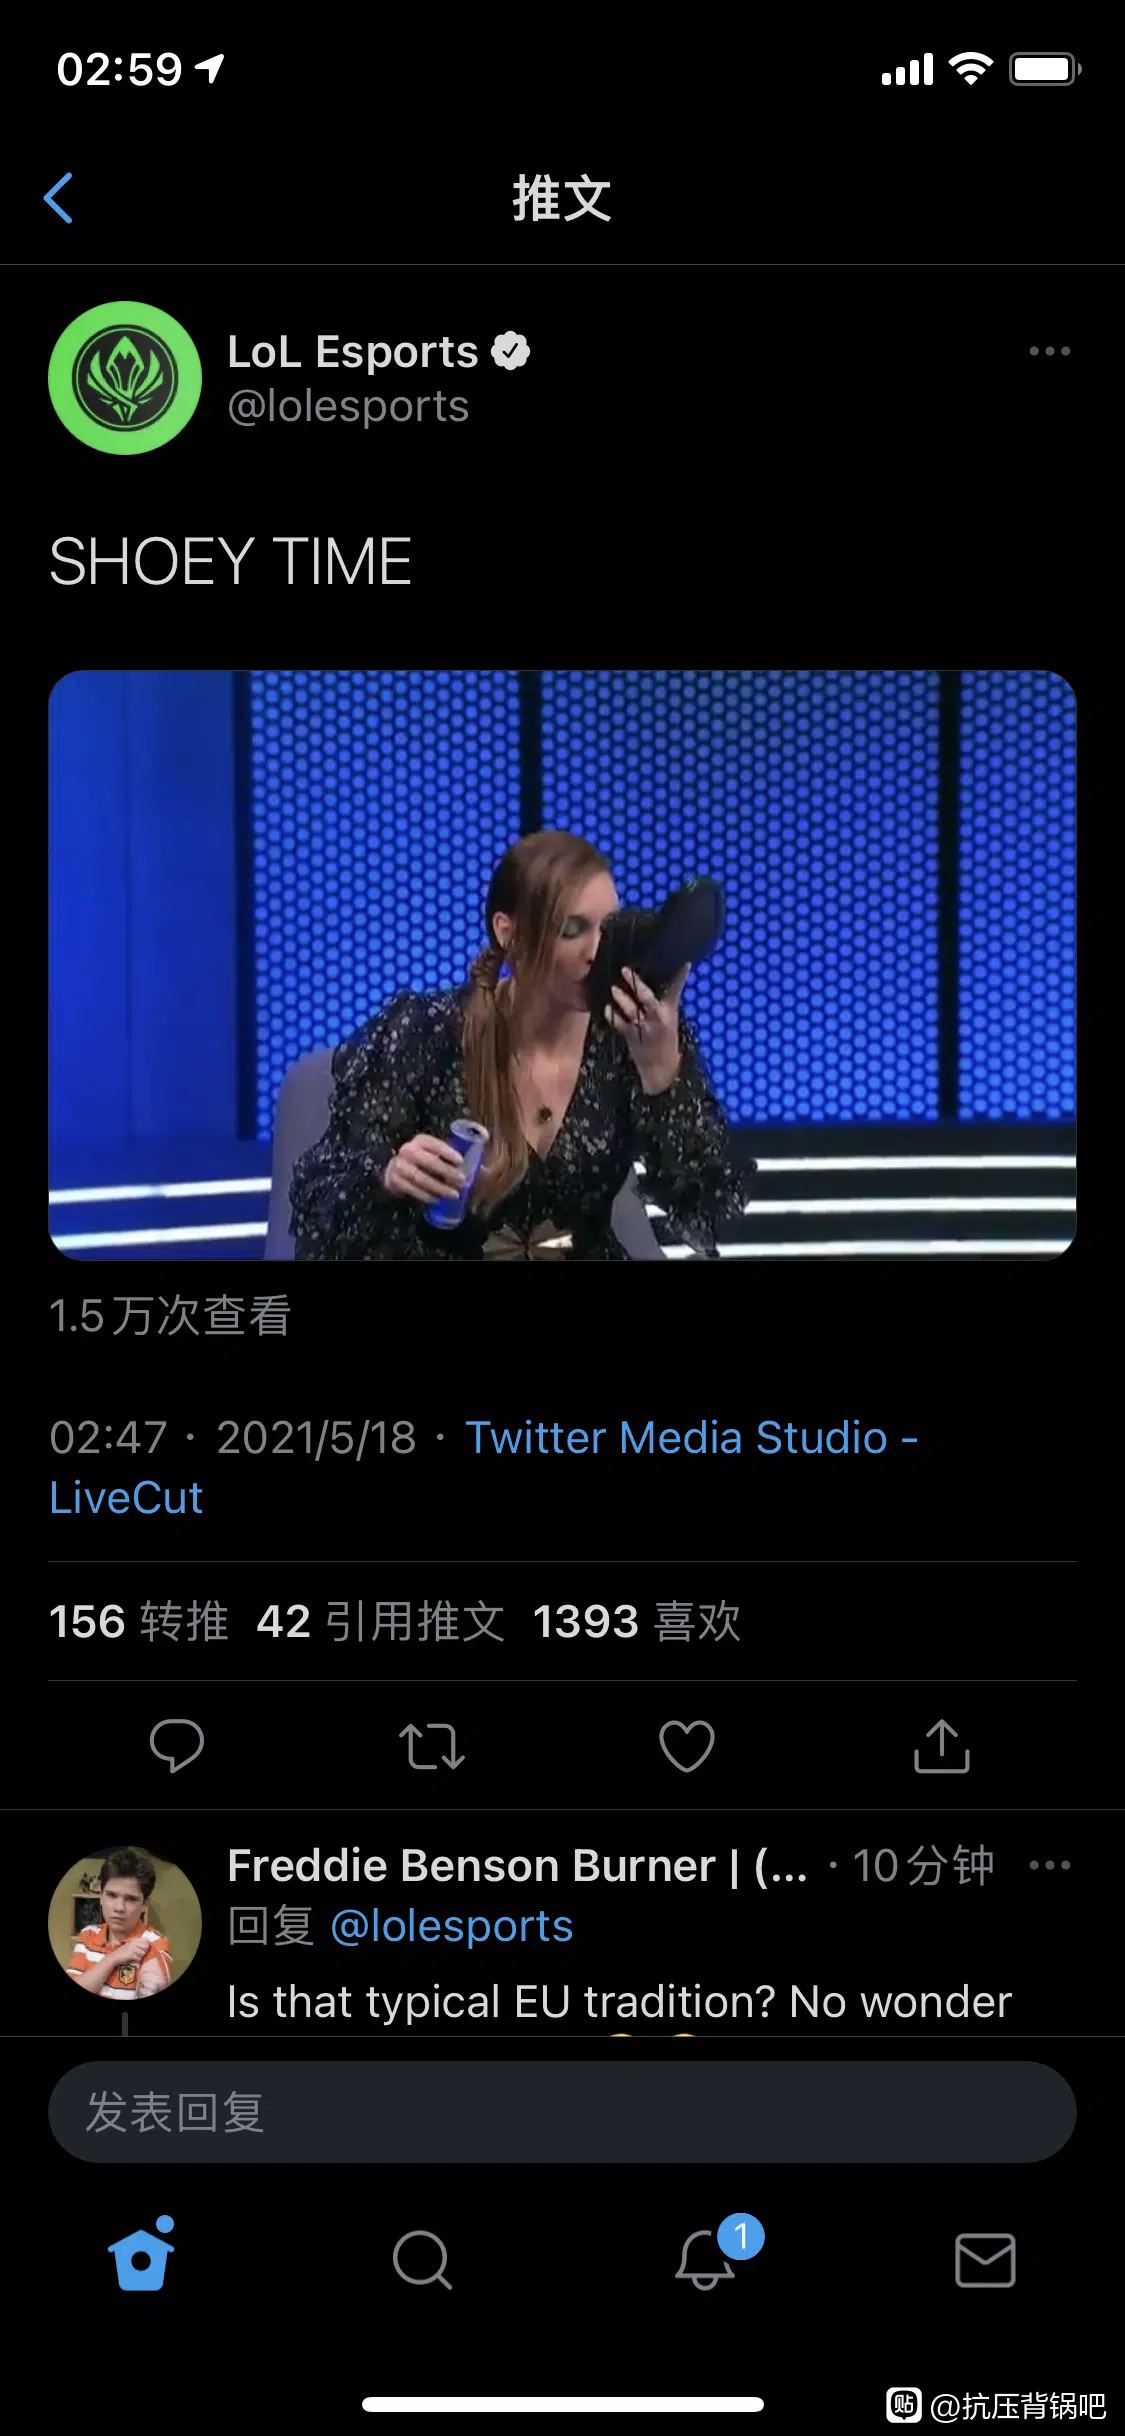 02:59
推文
LoL Esports
@lolesports
SHOEY TIME
1.5万次查看
02:47 · 2021/5/18 · Twitter Media Studio -
LiveCut
156 转推 42 引用推文 1393 喜欢
Freddie Benson Burner | (... · 10分钟
回复 @lolesports
Is that typical EU tradition? No wonder
发表回复
1
贴 @抗压背锅吧